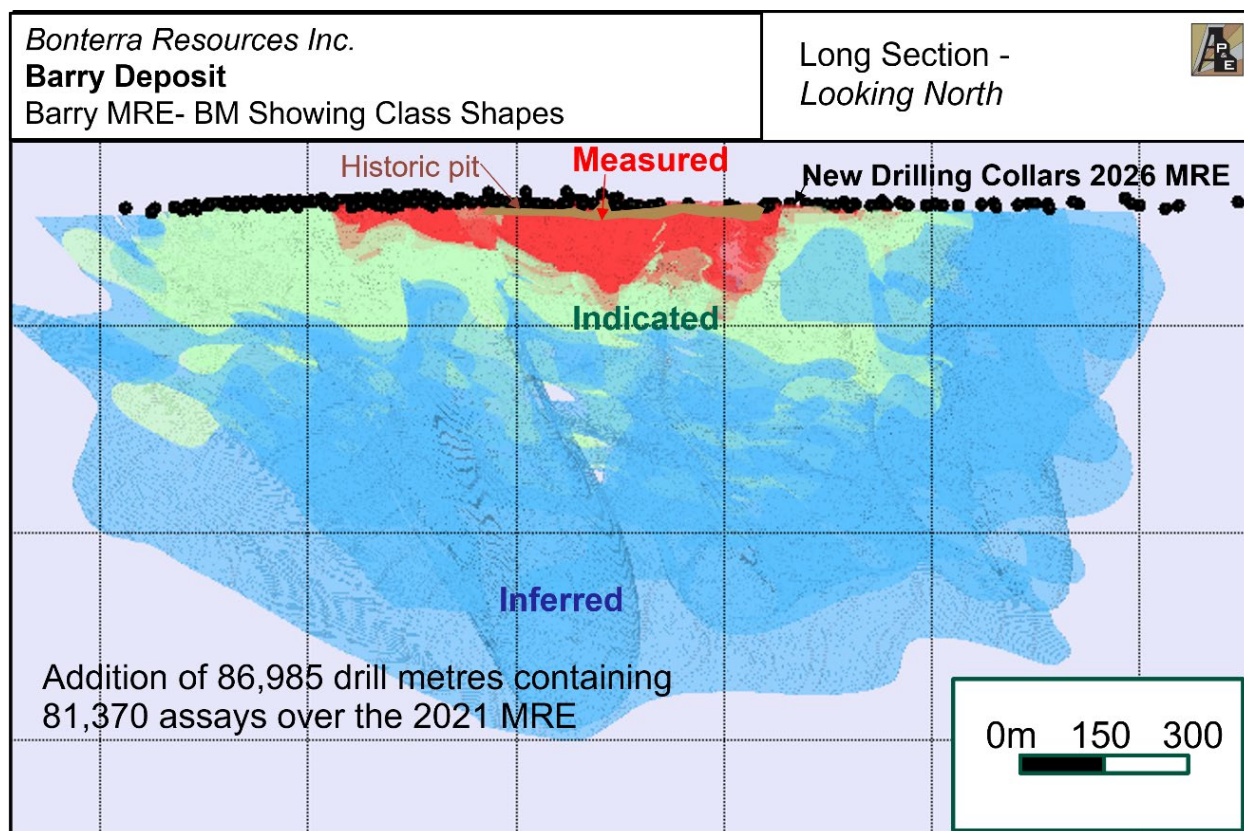 Bonterra Resources Inc.
Barry Deposit
Barry MRE- BM Showing Class Shapes
Long Section -
Looking North
A P & E
Historic pit
Measured
New Drilling Collars 2026 MRE
Indicated
Inferred
Addition of 86,985 drill metres containing
81,370 assays over the 2021 MRE
0m 150 300